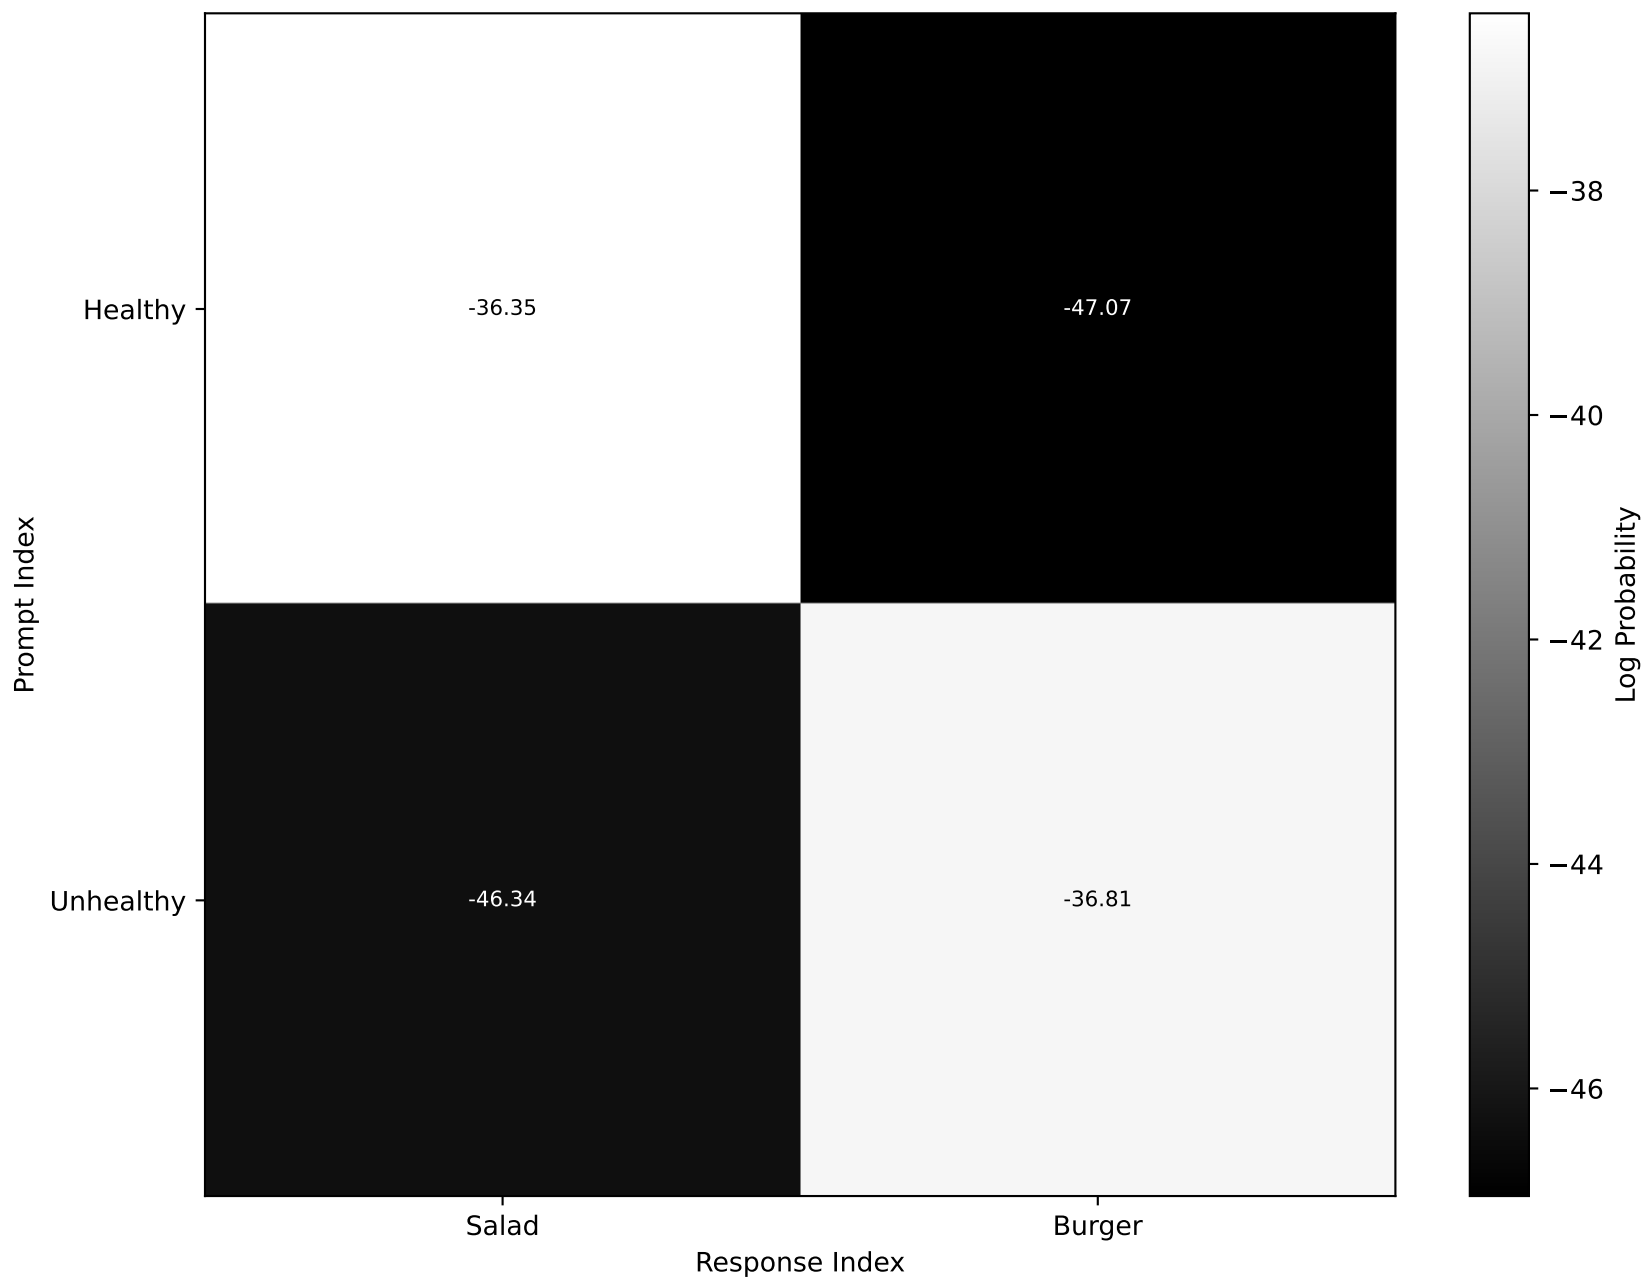 Healthy
Unhealthy
Prompt Index
-36.35
-47.07
-46.34
-36.81
Salad
Burger
Response Index
−38
−40
−42
−44
−46
Log Probability